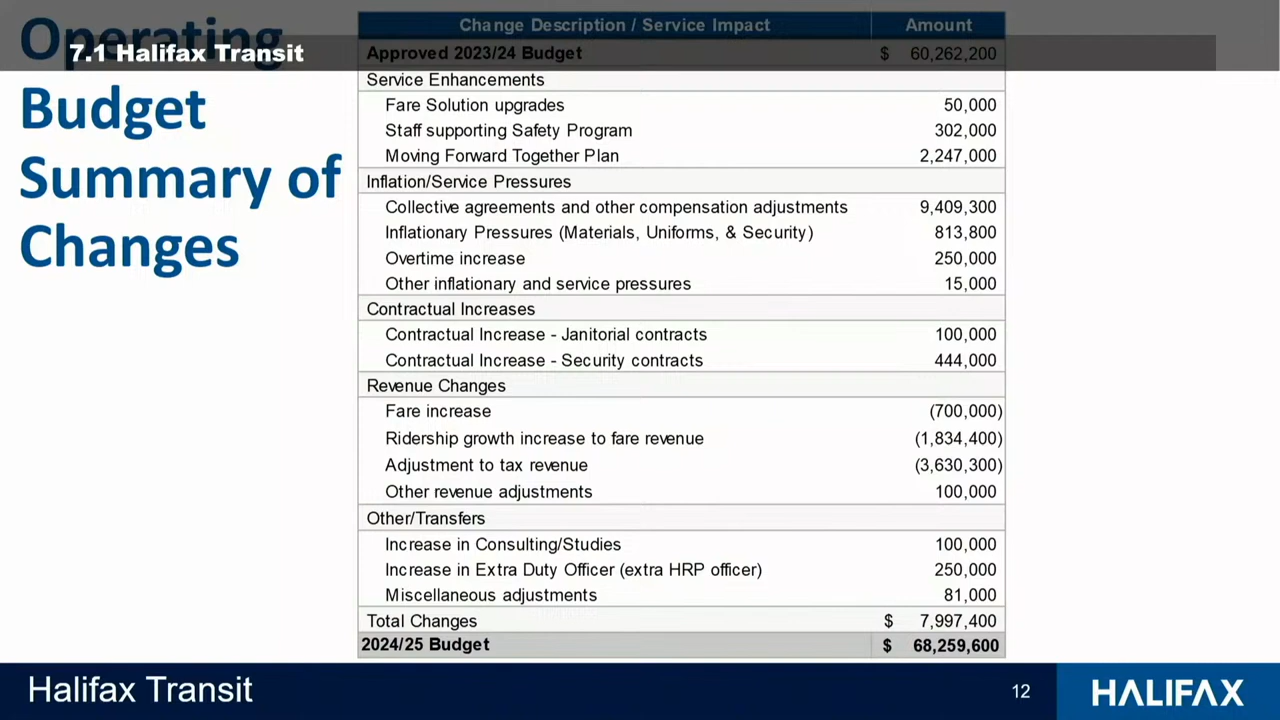 Operating
Budget
Summary of
Changes
7.1 Halifax Transit
Change Description / Service Impact Amount
Approved 2023/24 Budget $ 60,262,200
Service Enhancements
Fare Solution upgrades 50,000
Staff supporting Safety Program 302,000
Moving Forward Together Plan 2,247,000
Inflation/Service Pressures
Collective agreements and other compensation adjustments 9,409,300
Inflationary Pressures (Materials, Uniforms, & Security) 813,800
Overtime increase 250,000
Other inflationary and service pressures 15,000
Contractual Increases
Contractual Increase - Janitorial contracts 100,000
Contractual Increase - Security contracts 444,000
Revenue Changes
Fare increase (700,000)
Ridership growth increase to fare revenue (1,834,400)
Adjustment to tax revenue (3,630,300)
Other revenue adjustments 100,000
Other/Transfers
Increase in Consulting/Studies 100,000
Increase in Extra Duty Officer (extra HRP officer) 250,000
Miscellaneous adjustments 81,000
Total Changes $ 7,997,400
2024/25 Budget $ 68,259,600
Halifax Transit 12 HALIFAX